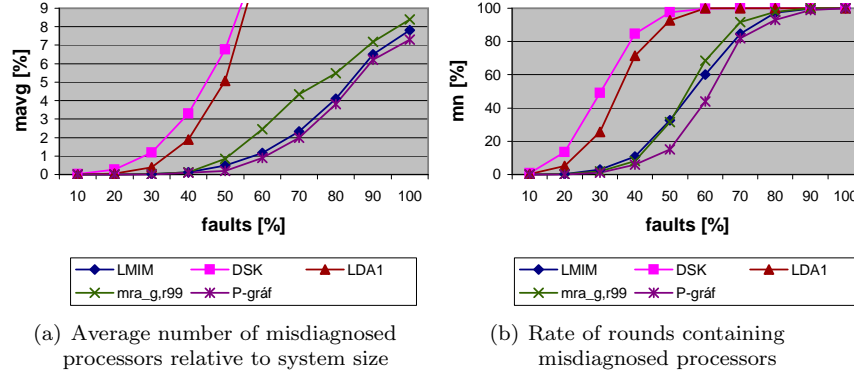 mavg [%]
9
8
7
6
5
4
3
2
1
0
10 20 30 40 50 60 70 80 90 100
faults [%]
LMIM DSK LDA1
mra_g,r99 P-gráf
(a) Average number of misdiagnosed
processors relative to system size
mn [%]
100
80
60
40
20
0
10 20 30 40 50 60 70 80 90 100
faults [%]
LMIM DSK LDA1
mra_g,r99 P-gráf
(b) Rate of rounds containing
misdiagnosed processors